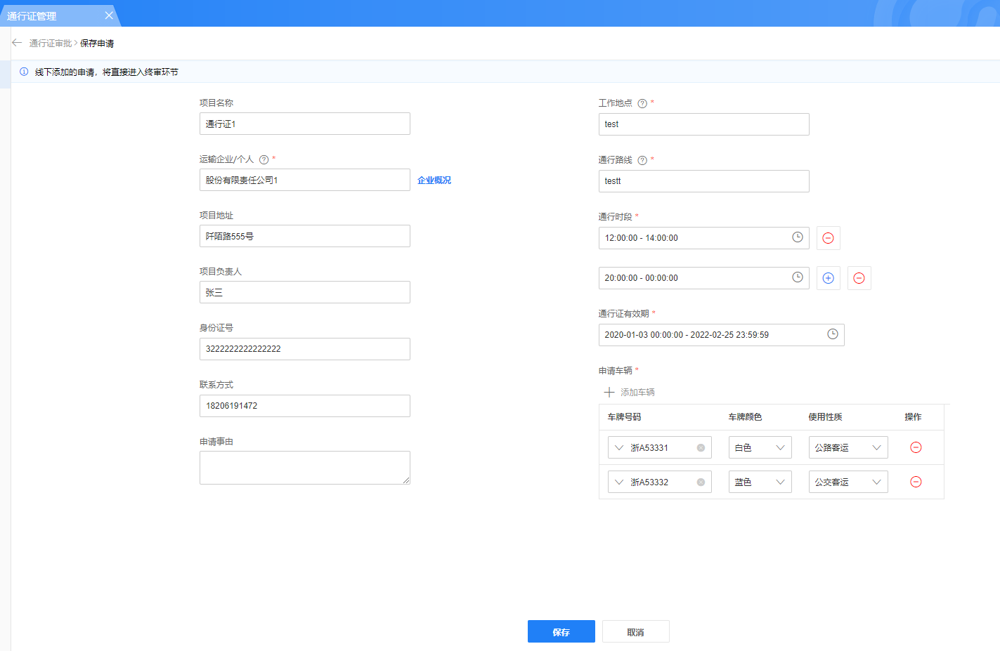 通行证管理
通行证审批 > 保存申请
线下添加的申请，将直接进入终审环节
项目名称
通行证1
运输企业/个人 *
股份有限责任公司1
企业概况
项目地址
阡陌路555号
项目负责人
张三
身份证号
3222222222222222
联系方式
18206191472
申请事由
工作地点 *
test
通行路线 *
testt
通行时段 *
12:00:00 - 14:00:00
20:00:00 - 00:00:00
通行证有效期 *
2020-01-03 00:00:00 - 2022-02-25 23:59:59
申请车辆 *
添加车辆
车牌号码 车牌颜色 使用性质 操作
浙A53331 白色 公路客运
浙A53332 蓝色 公交客运
保存 取消